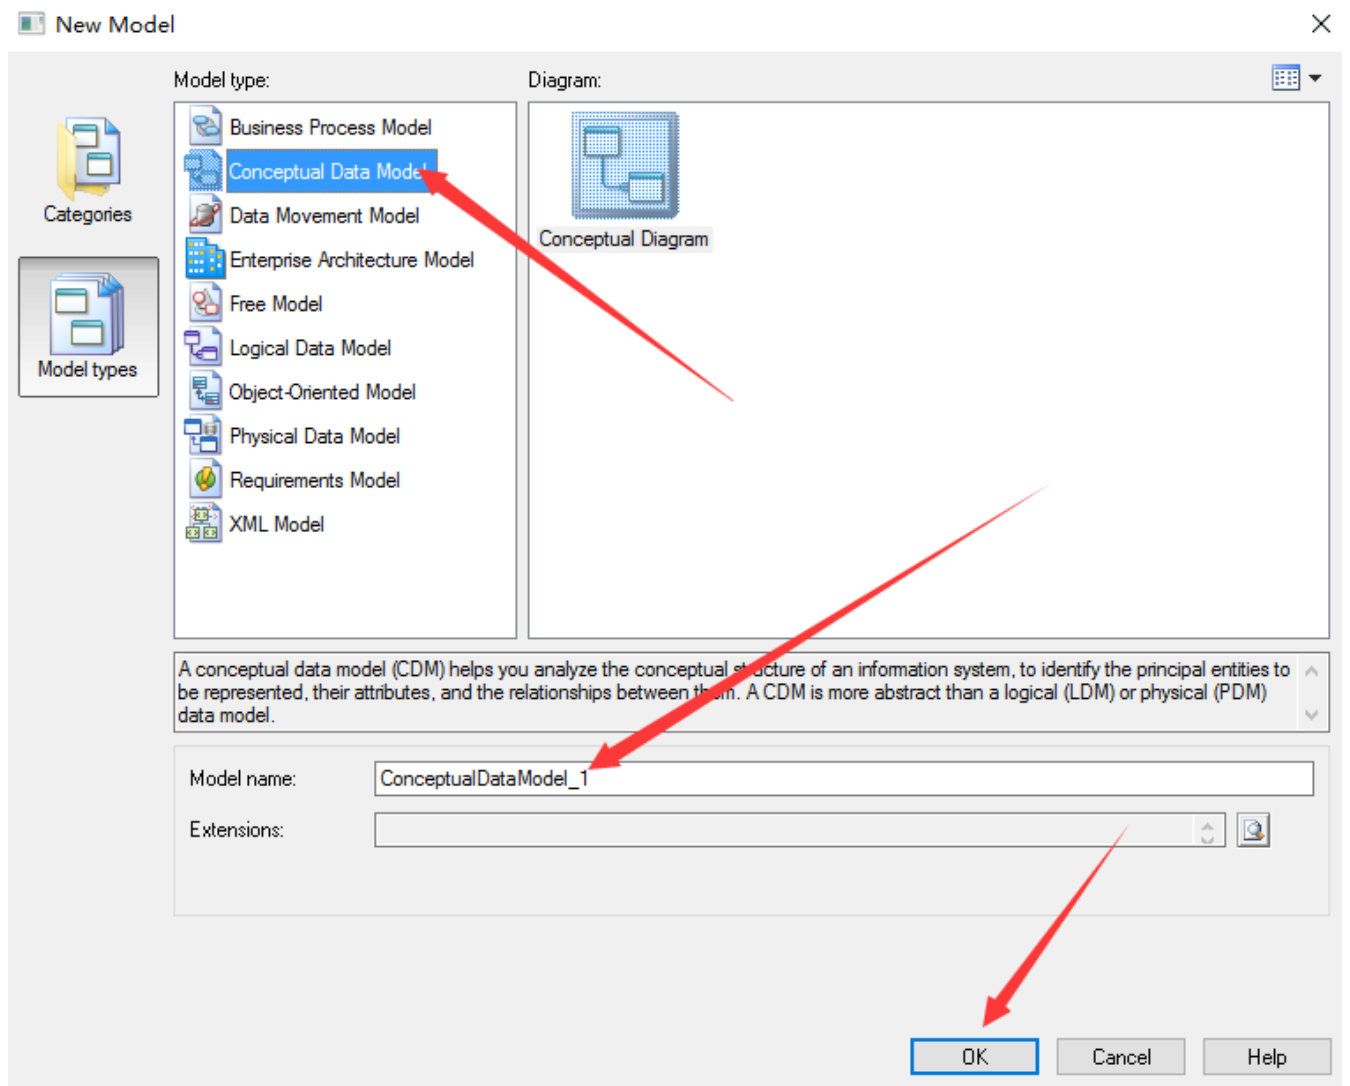 New Model
Model type:
Diagram:
Categories
Model types
Business Process Model
Conceptual Data Model
Data Movement Model
Enterprise Architecture Model
Free Model
Logical Data Model
Object-Oriented Model
Physical Data Model
Requirements Model
XML Model
Conceptual Diagram
A conceptual data model (CDM) helps you analyze the conceptual structure of an information system, to identify the principal entities to
be represented, their attributes, and the relationships between them. A CDM is more abstract than a logical (LDM) or physical (PDM)
data model.
Model name:
ConceptualDataModel_1
Extensions:
OK
Cancel
Help